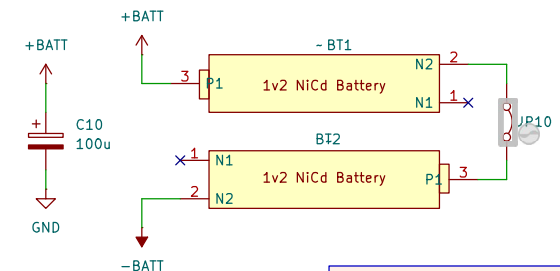 +BATT
+BATT
~ BT1
N2 2
3 P1
1v2 NiCd Battery
N1 1
+ C10
100u
JP10
BT2
1 N1
1v2 NiCd Battery
P1 3
2 N2
GND
−BATT